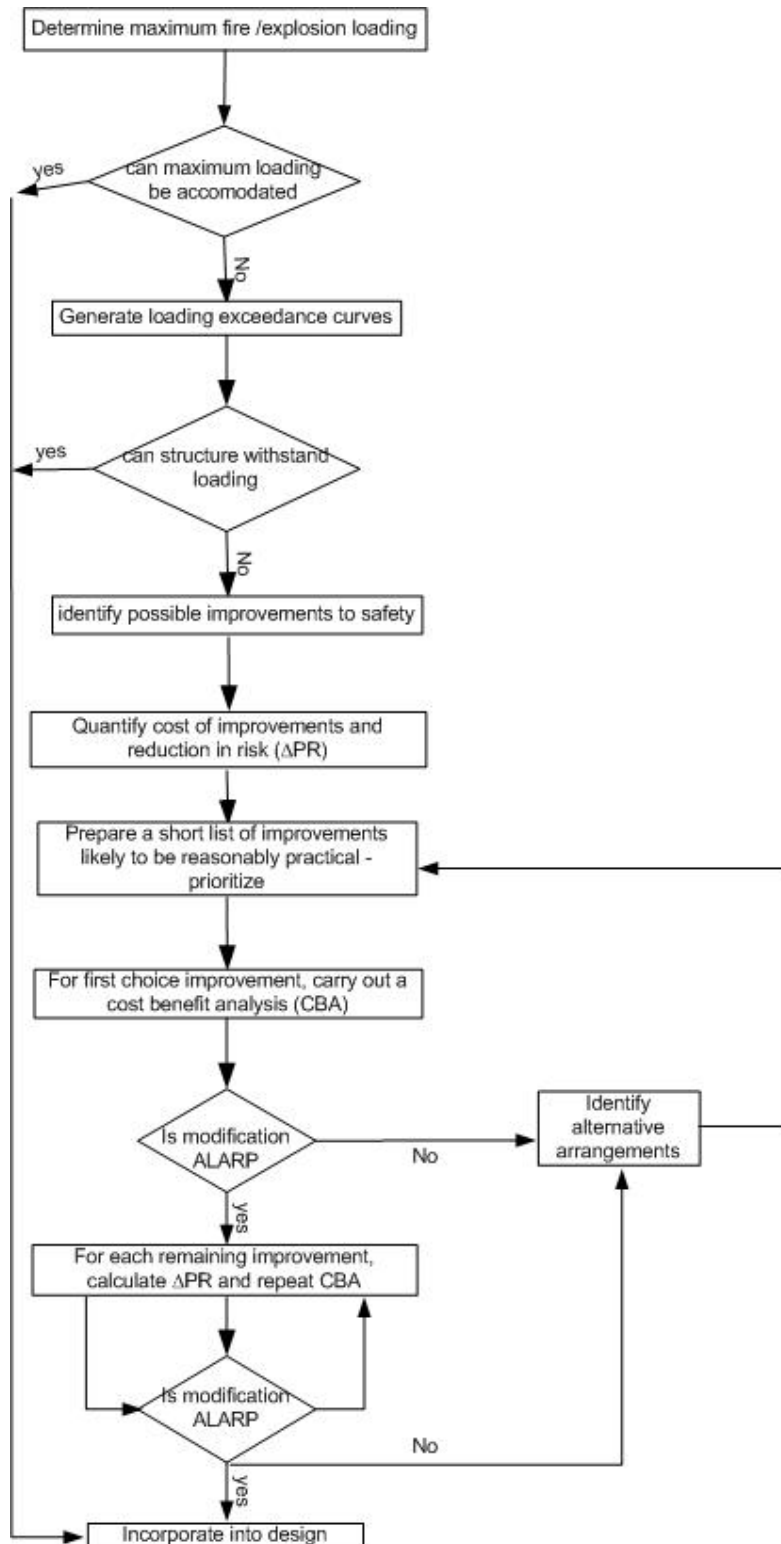 Determine maximum fire /explosion loading
can maximum loading
be accomodated
yes
No
Generate loading exceedance curves
can structure withstand
loading
yes
No
identify possible improvements to safety
Quantify cost of improvements and
reduction in risk (∆PR)
Prepare a short list of improvements
likely to be reasonably practical -
prioritize
For first choice improvement, carry out a
cost benefit analysis (CBA)
Is modification
ALARP
No
Identify
alternative
arrangements
yes
For each remaining improvement,
calculate ∆PR and repeat CBA
Is modification
ALARP
No
yes
Incorporate into design